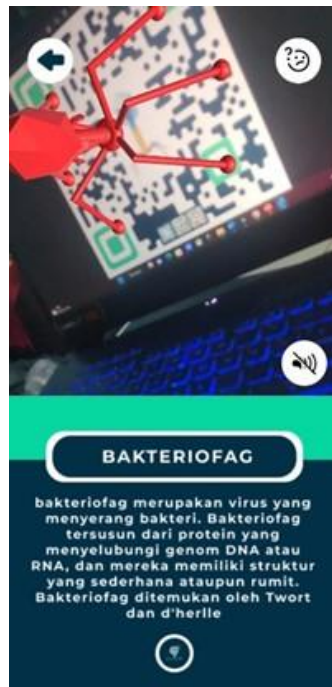 BAKTERIOFAG
bakteriofag merupakan virus yang
menyerang bakteri. Bakteriofag
tersusun dari protein yang
menyelubungi genom DNA atau
RNA, dan mereka memiliki struktur
yang sederhana ataupun rumit.
Bakteriofag ditemukan oleh Twort
dan d'herlle